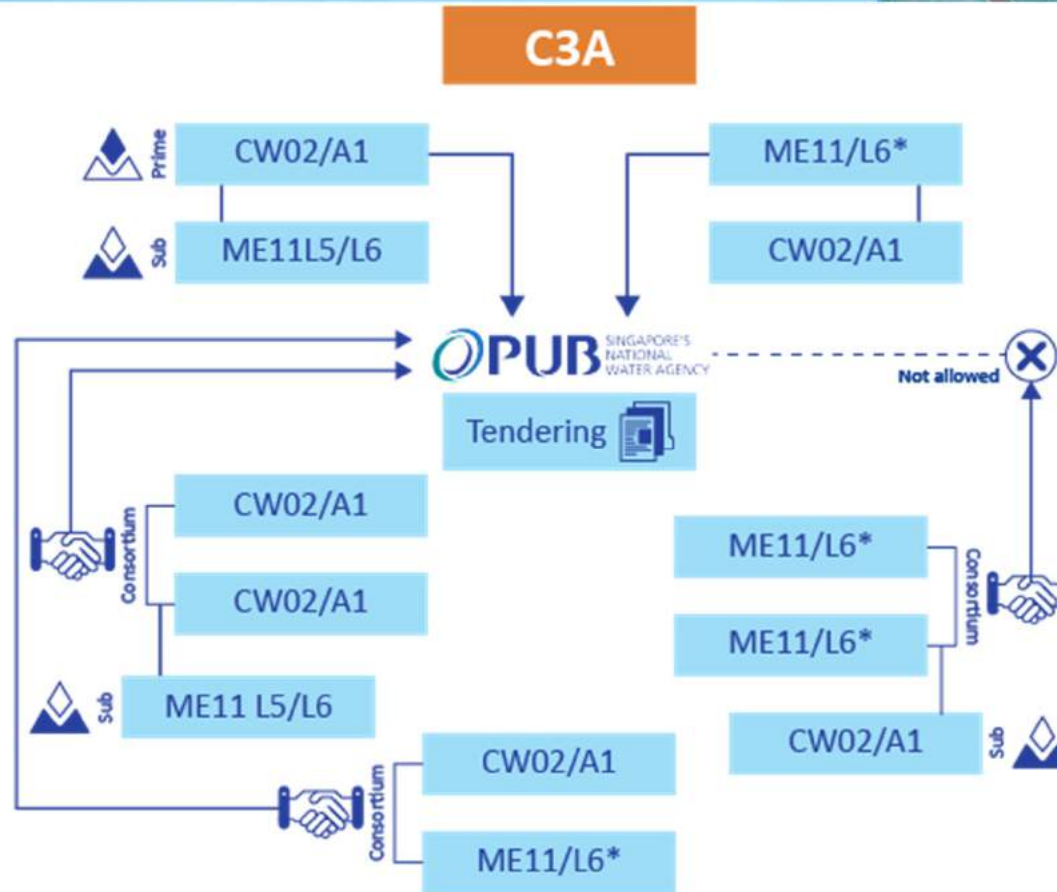 C3A
Prime
CW02/A1
Sub
ME11L5/L6
ME11/L6*
CW02/A1
PUB
SINGAPORE'S
NATIONAL
WATER AGENCY
Not allowed
Tendering
Consortium
CW02/A1
CW02/A1
Sub
ME11 L5/L6
ME11/L6*
ME11/L6*
Consortium
CW02/A1
Sub
Consortium
CW02/A1
ME11/L6*